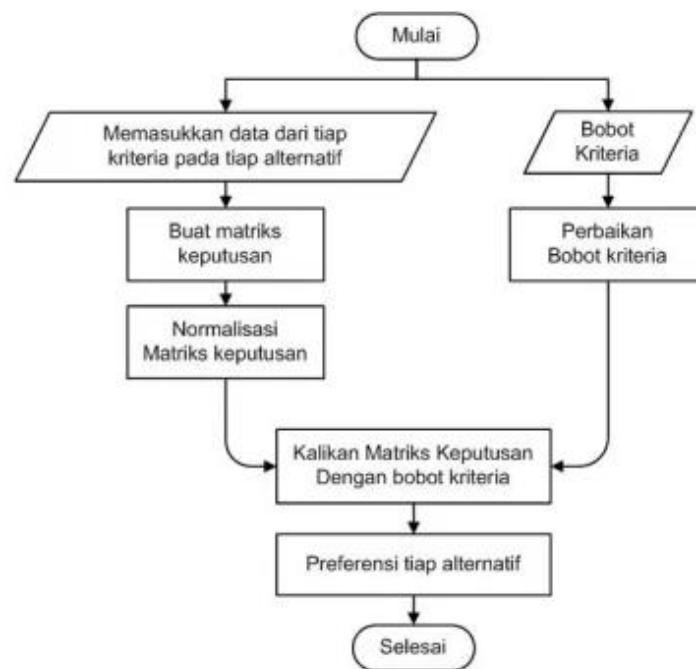 Mulai
Memasukkan data dari tiap
kriteria pada tiap alternatif
Bobot
Kriteria
Buat matriks
keputusan
Perbaikan
Bobot kriteria
Normalisasi
Matriks keputusan
Kalikan Matriks Keputusan
Dengan bobot kriteria
Preferensi tiap alternatif
Selesai